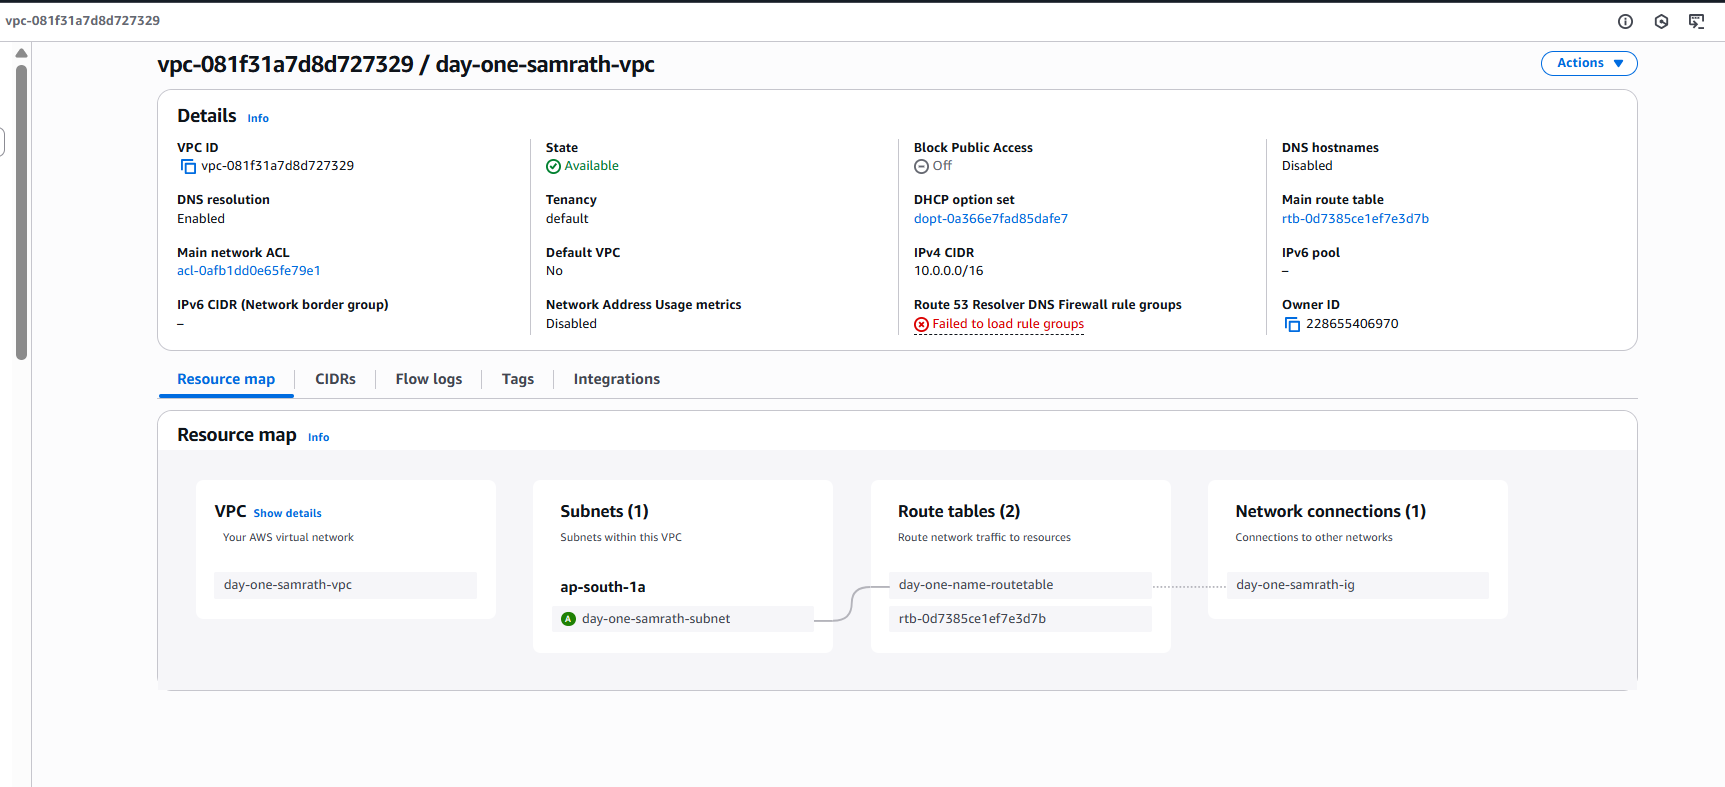 vpc-081f31a7d8d727329
vpc-081f31a7d8d727329 / day-one-samrath-vpc
Actions
Details Info
VPC ID
vpc-081f31a7d8d727329
State
Available
Block Public Access
Off
DNS hostnames
Disabled
DNS resolution
Enabled
Tenancy
default
DHCP option set
dopt-0a366e7fad85dafe7
Main route table
rtb-0d7385ce1ef7e3d7b
Main network ACL
acl-0afb1dd0e65fe79e1
Default VPC
No
IPv4 CIDR
10.0.0.0/16
IPv6 pool
–
IPv6 CIDR (Network border group)
–
Network Address Usage metrics
Disabled
Route 53 Resolver DNS Firewall rule groups
Failed to load rule groups
Owner ID
228655406970
Resource map
CIDRs
Flow logs
Tags
Integrations
Resource map Info
VPC Show details
Your AWS virtual network
day-one-samrath-vpc
Subnets (1)
Subnets within this VPC
ap-south-1a
A day-one-samrath-subnet
Route tables (2)
Route network traffic to resources
day-one-name-routetable
rtb-0d7385ce1ef7e3d7b
Network connections (1)
Connections to other networks
day-one-samrath-ig